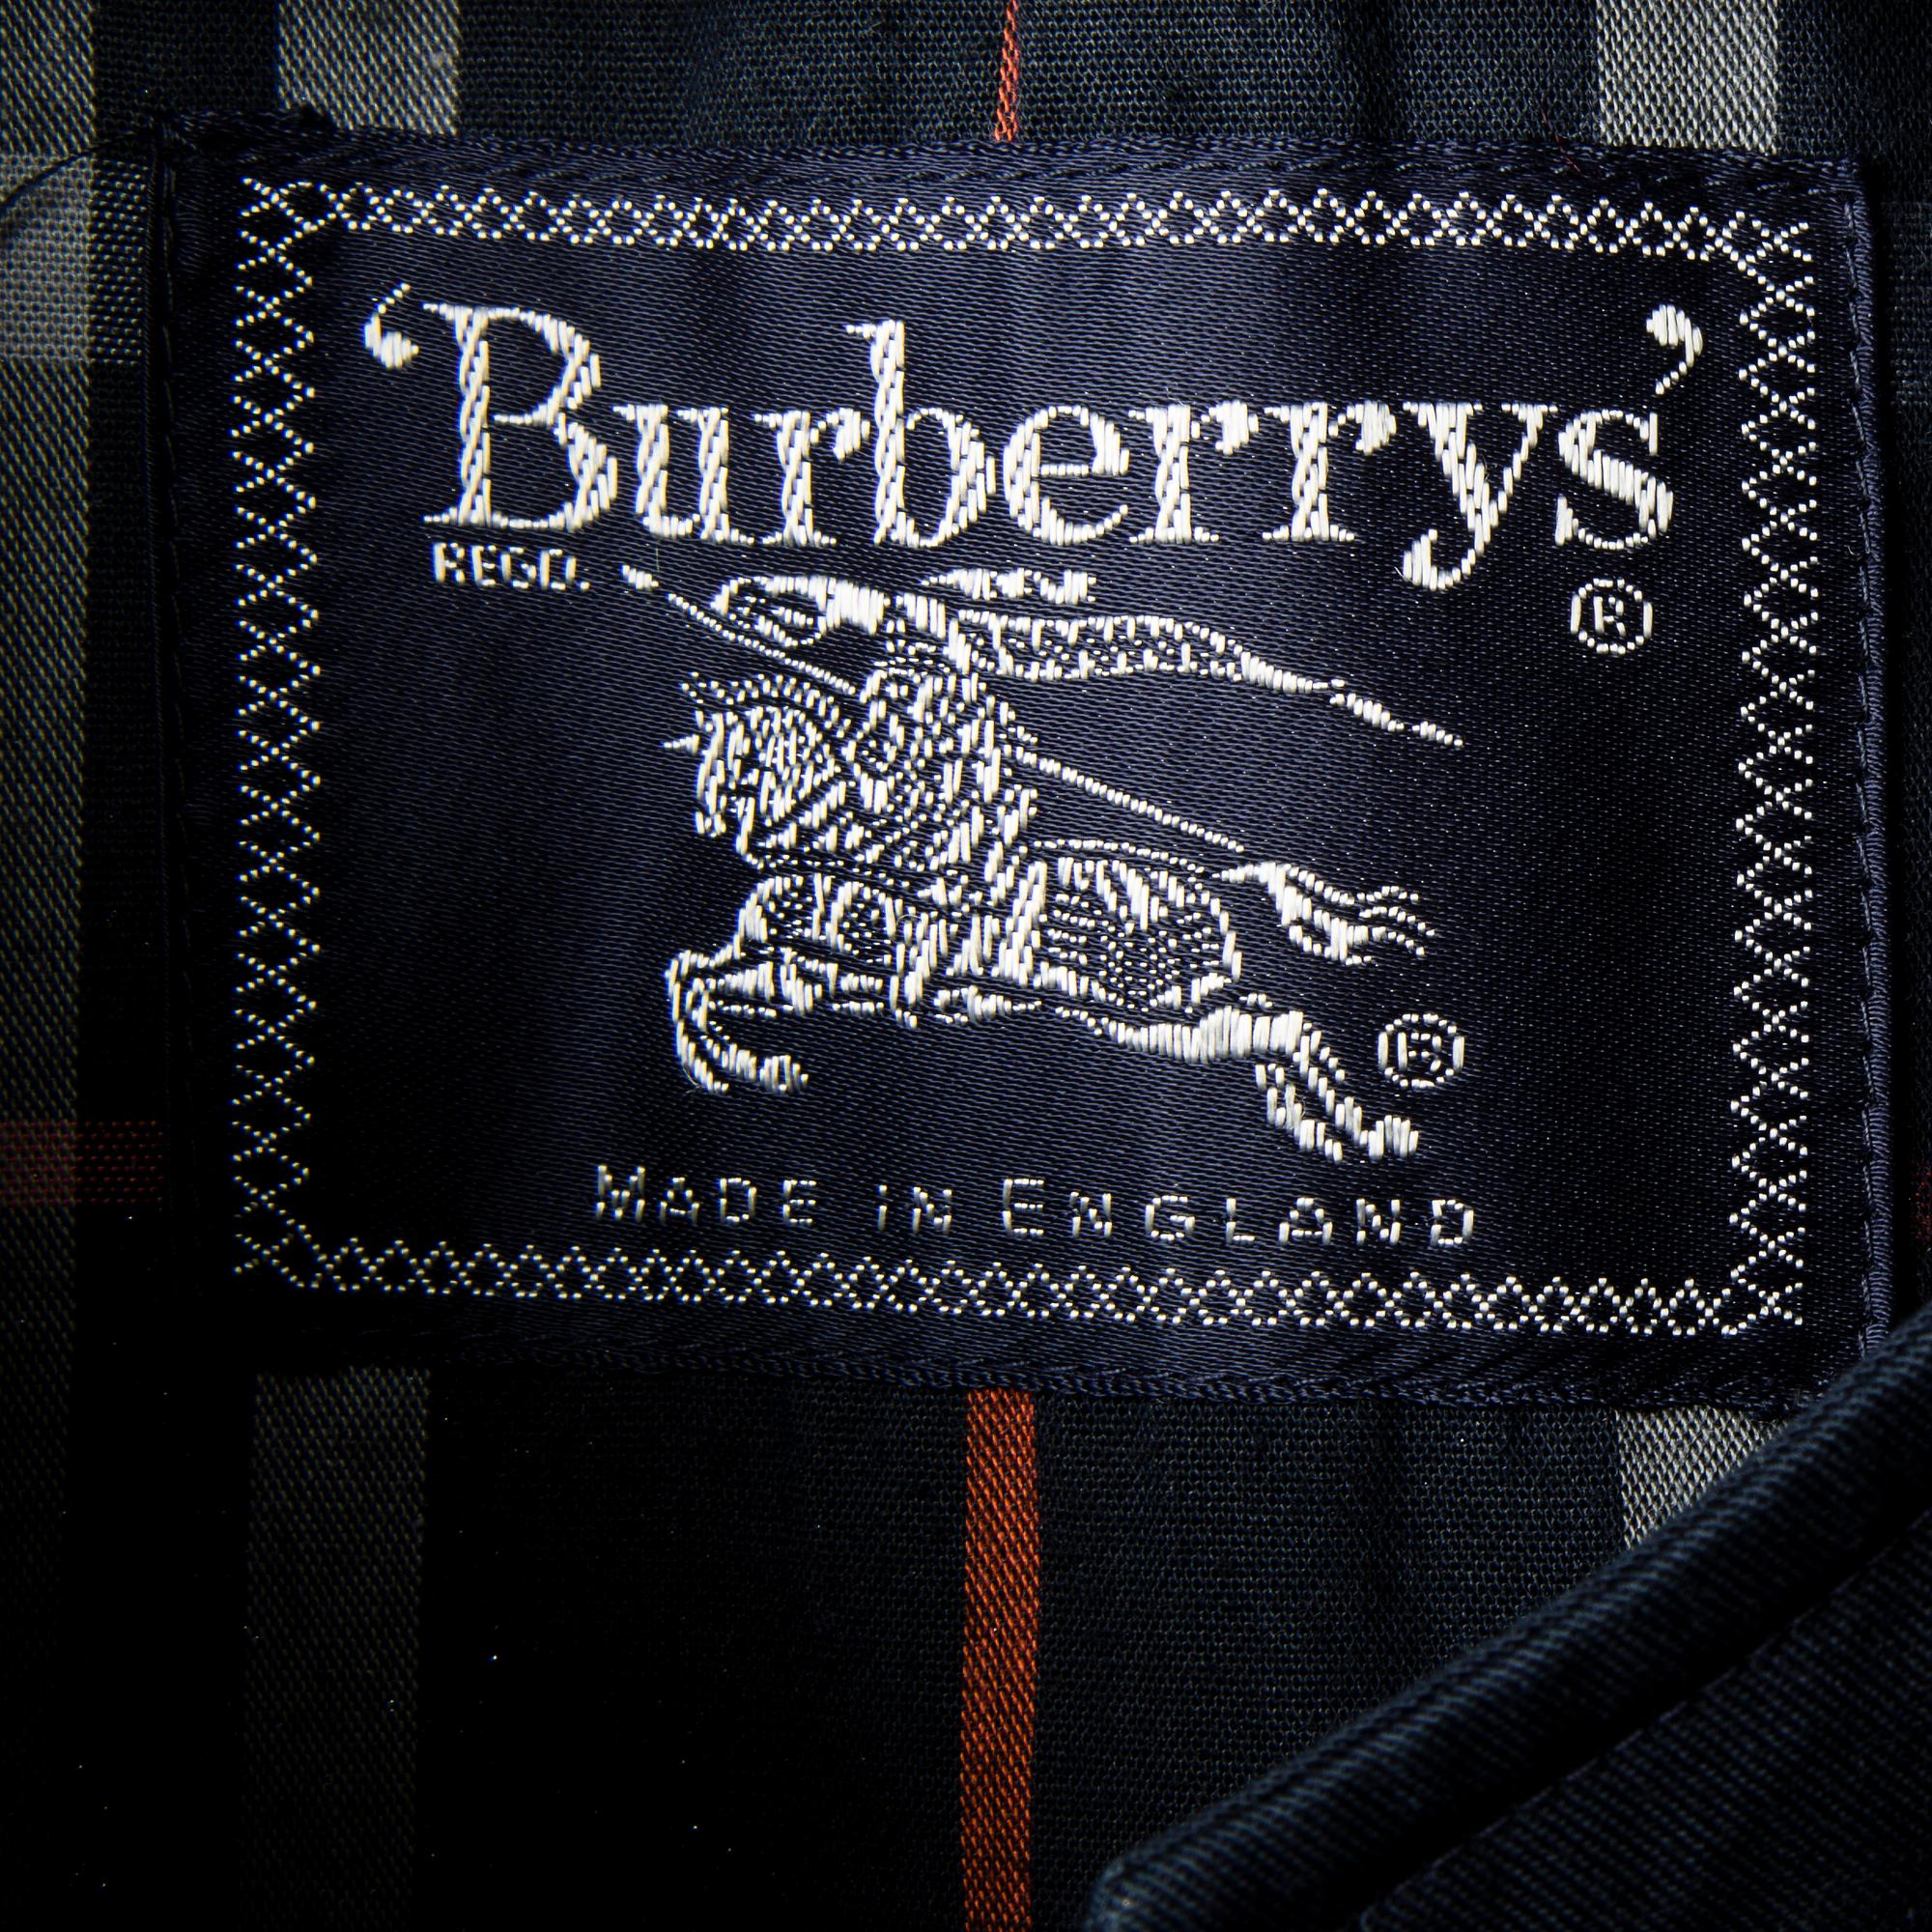 ‘Burberrys’
REGD. ®
®
MADE iN ENGLAND